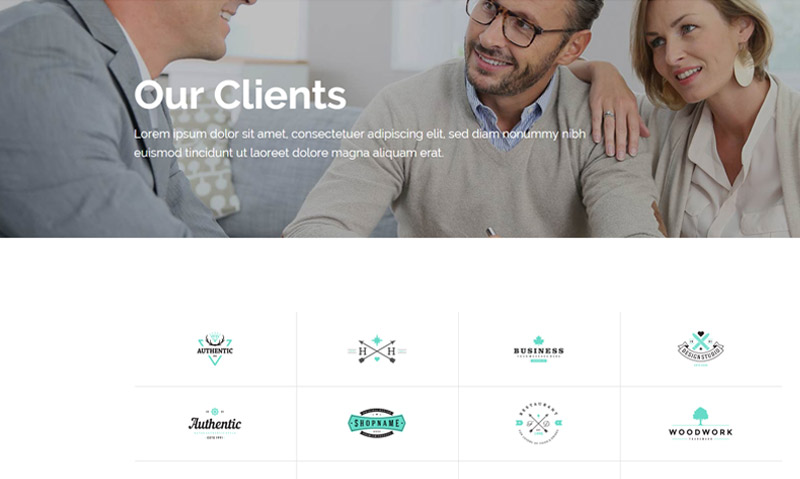 Our Clients
Lorem ipsum dolor sit amet, consectetuer adipiscing elit, sed diam nonummy nibh
euismod tincidunt ut laoreet dolore magna aliquam erat.
AUTHENTIC
H H
BUSINESS
DESIGN STUDIO
Authentic
SHOPNAME
RESTAURANT
WOODWORK
TRADEMARK